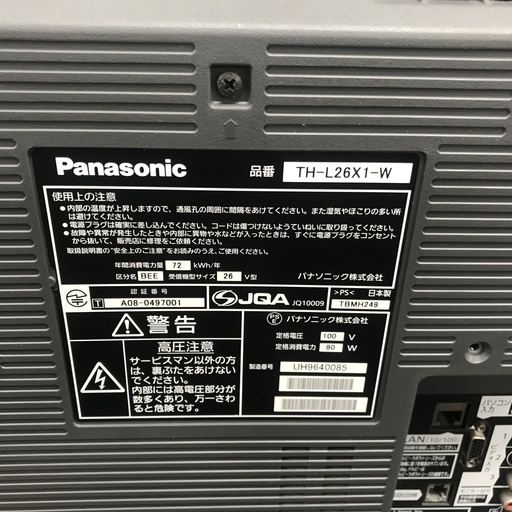 Panasonic
品番 TH-L26X1-W
使用上の注意
●内部の温度が上昇しますので、通風孔の周囲に間隔をあけてください。また湿気やほこりの多い所は避けてください。
●電源プラグは確実に差し込んでください。コードは傷つけないようていねいに取り扱ってください。
●故障や異常が発生したときや内部に異物や水などが入ったときは、すぐに電源プラグをコンセントから抜いて、販売店に修理をご依頼ください。
取扱説明書の"安全上のご注意"をお読みのうえ、ご使用ください。
年間消費電力量 72 kWh/年
区分名 BEE 受信機型サイズ 26 V型
パナソニック株式会社
認証番号
T A08-0497001
JQA JQ10009
>PS< 日本製
TBMH249
警告
高圧注意
サービスマン以外の方は、裏ぶたをあけないでください。
内部には高電圧部分が数多くあり、万一さわると危険です。
PSE パナソニック株式会社
定格電圧 100 V
定格消費電力 80 W
製造番号 UH9640085
パソコン入力
LAN (10/100)